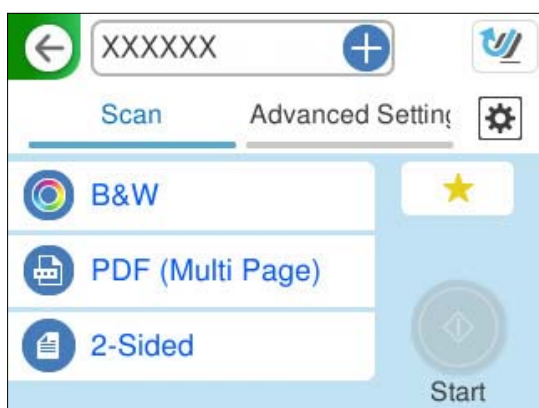 XXXXXX
Scan Advanced Setting
B&W
PDF (Multi Page)
2-Sided
Start